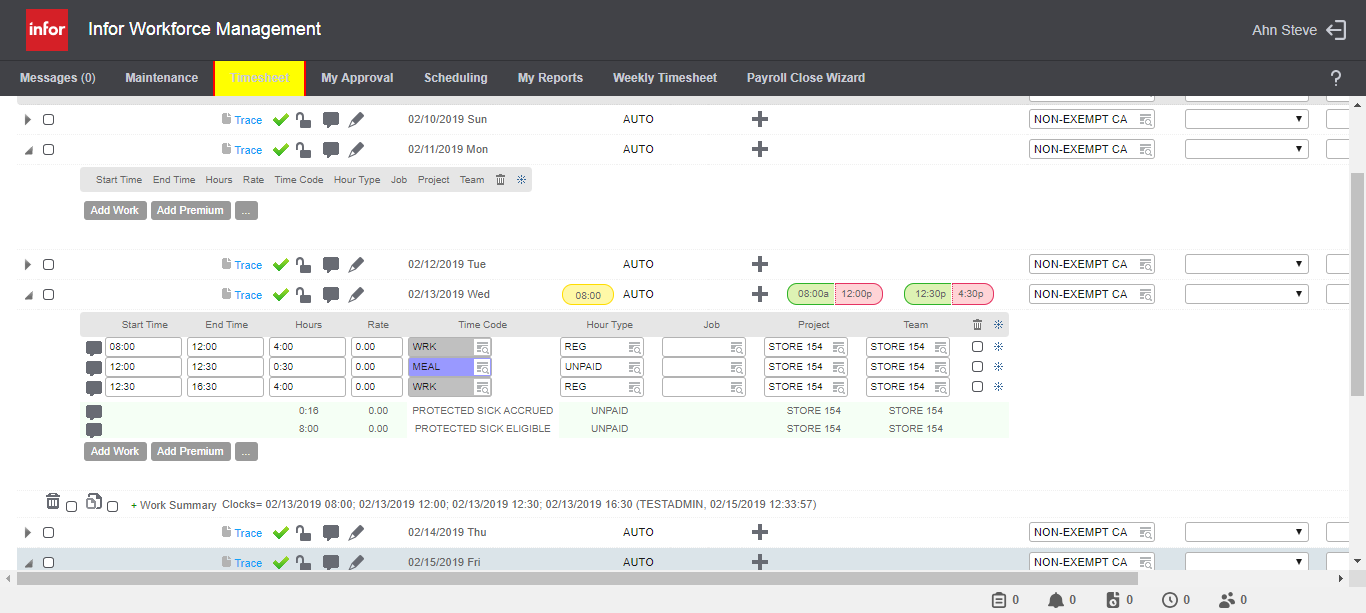 infor Infor Workforce Management Ahn Steve
Messages (0) Maintenance Timesheet My Approval Scheduling My Reports Weekly Timesheet Payroll Close Wizard ?
Trace 02/10/2019 Sun AUTO NON-EXEMPT CA
Trace 02/11/2019 Mon AUTO NON-EXEMPT CA
Start Time End Time Hours Rate Time Code Hour Type Job Project Team
Add Work Add Premium ...
Trace 02/12/2019 Tue AUTO NON-EXEMPT CA
Trace 02/13/2019 Wed 08:00 AUTO 08:00a 12:00p 12:30p 4:30p NON-EXEMPT CA
Start Time End Time Hours Rate Time Code Hour Type Job Project Team
08:00 12:00 4:00 0.00 WRK REG STORE 154 STORE 154
12:00 12:30 0:30 0.00 MEAL UNPAID STORE 154 STORE 154
12:30 16:30 4:00 0.00 WRK REG STORE 154 STORE 154
0:16 0.00 PROTECTED SICK ACCRUED UNPAID STORE 154 STORE 154
8:00 0.00 PROTECTED SICK ELIGIBLE UNPAID STORE 154 STORE 154
Add Work Add Premium ...
+ Work Summary Clocks= 02/13/2019 08:00; 02/13/2019 12:00; 02/13/2019 12:30; 02/13/2019 16:30 (TESTADMIN, 02/15/2019 12:33:57)
Trace 02/14/2019 Thu AUTO NON-EXEMPT CA
Trace 02/15/2019 Fri AUTO NON-EXEMPT CA
0 0 0 0 0